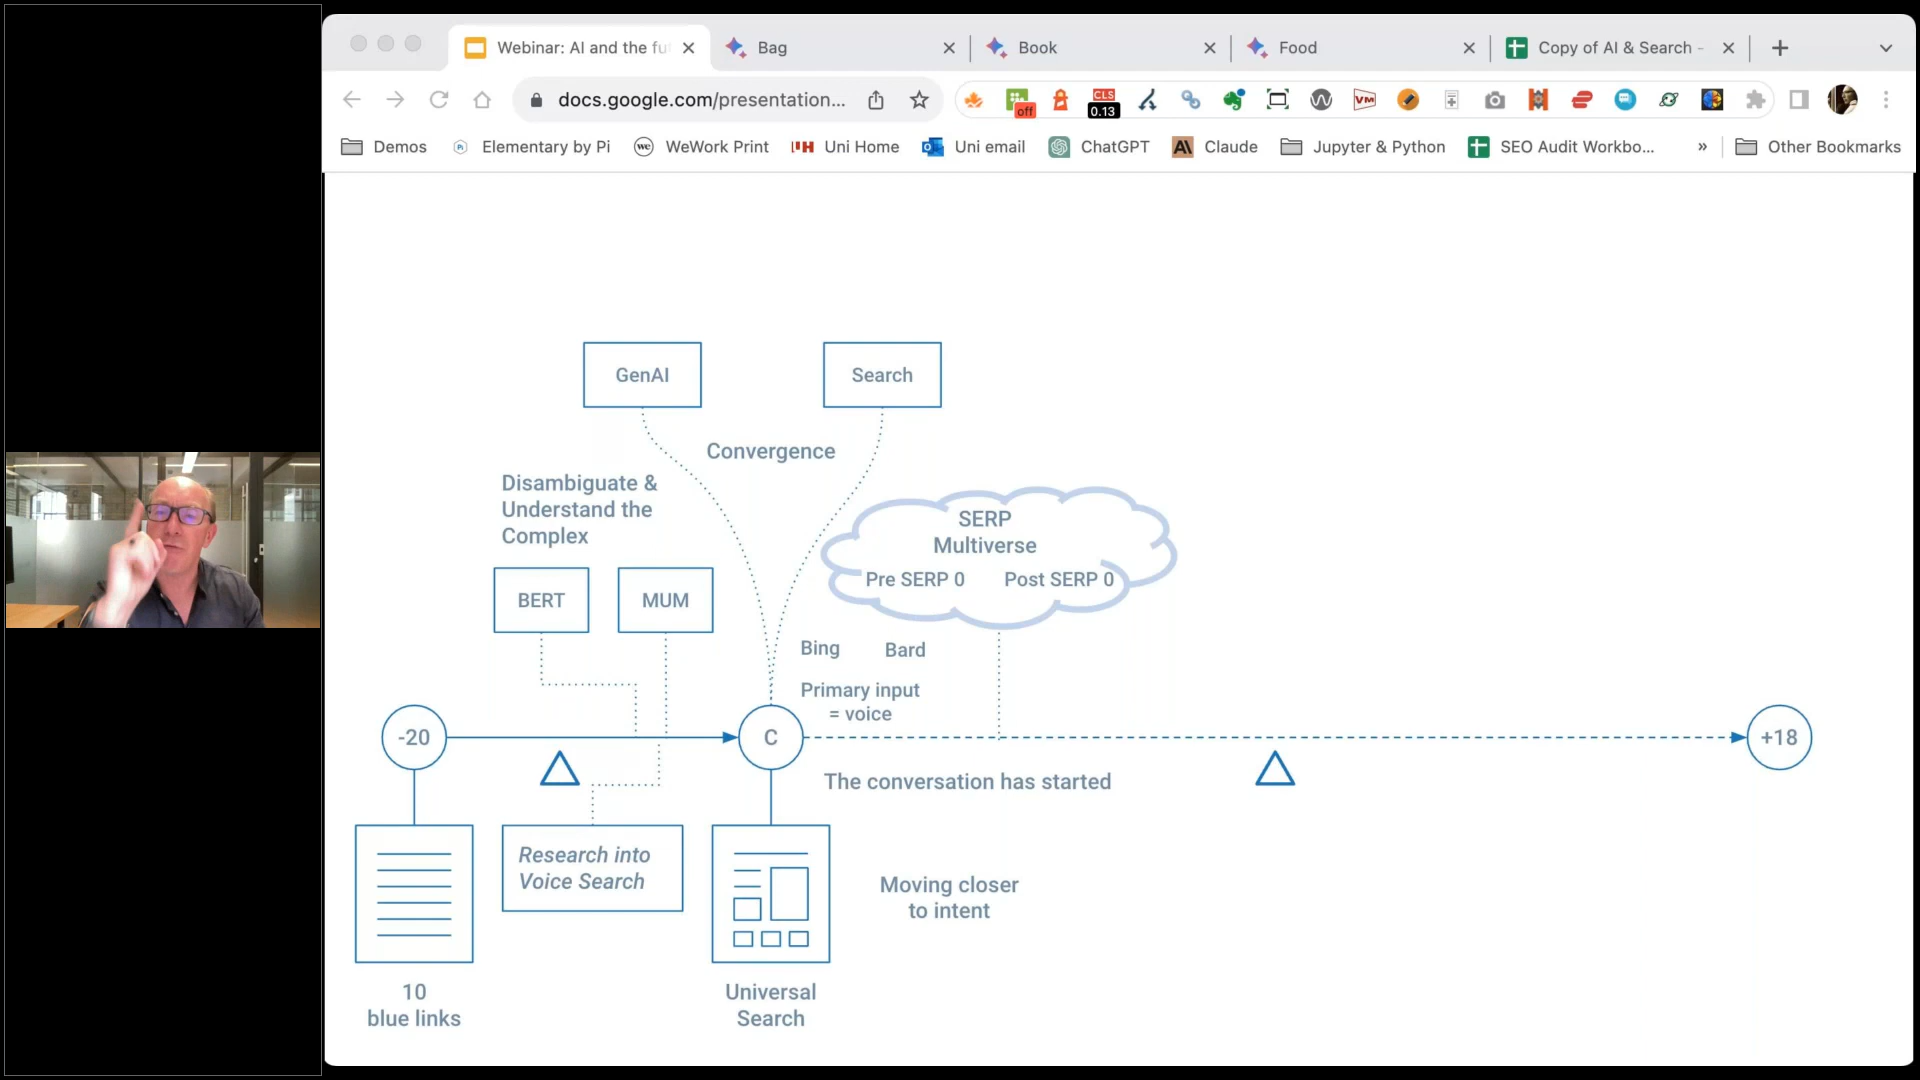 Webinar: AI and the fu
Bag
Book
Food
Copy of AI & Search -
docs.google.com/presentation...
off
CLS
0.13
VM
Demos
Elementary by Pi
WeWork Print
Uni Home
Uni email
ChatGPT
Claude
Jupyter & Python
SEO Audit Workbo...
»
Other Bookmarks
GenAI
Search
Convergence
Disambiguate &
Understand the
Complex
SERP
Multiverse
Pre SERP 0
Post SERP 0
BERT
MUM
Bing
Bard
Primary input
= voice
-20
C
+18
The conversation has started
Research into
Voice Search
Moving closer
to intent
10
blue links
Universal
Search